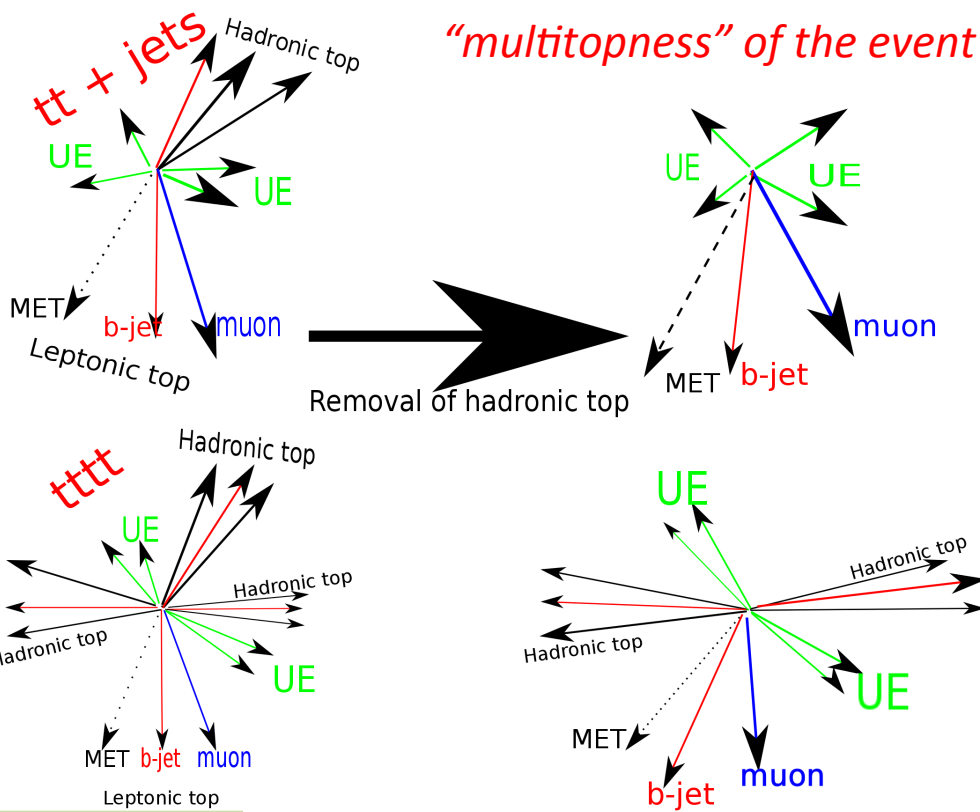 tt + jets
Hadronic top
“multitopness” of the event
UE
UE
UE
UE
MET
b-jet
muon
Leptonic top
MET
b-jet
muon
Removal of hadronic top
tttt
Hadronic top
UE
UE
Hadronic top
Hadronic top
Hadronic top
Hadronic top
UE
UE
MET
b-jet
muon
Leptonic top
MET
b-jet
muon